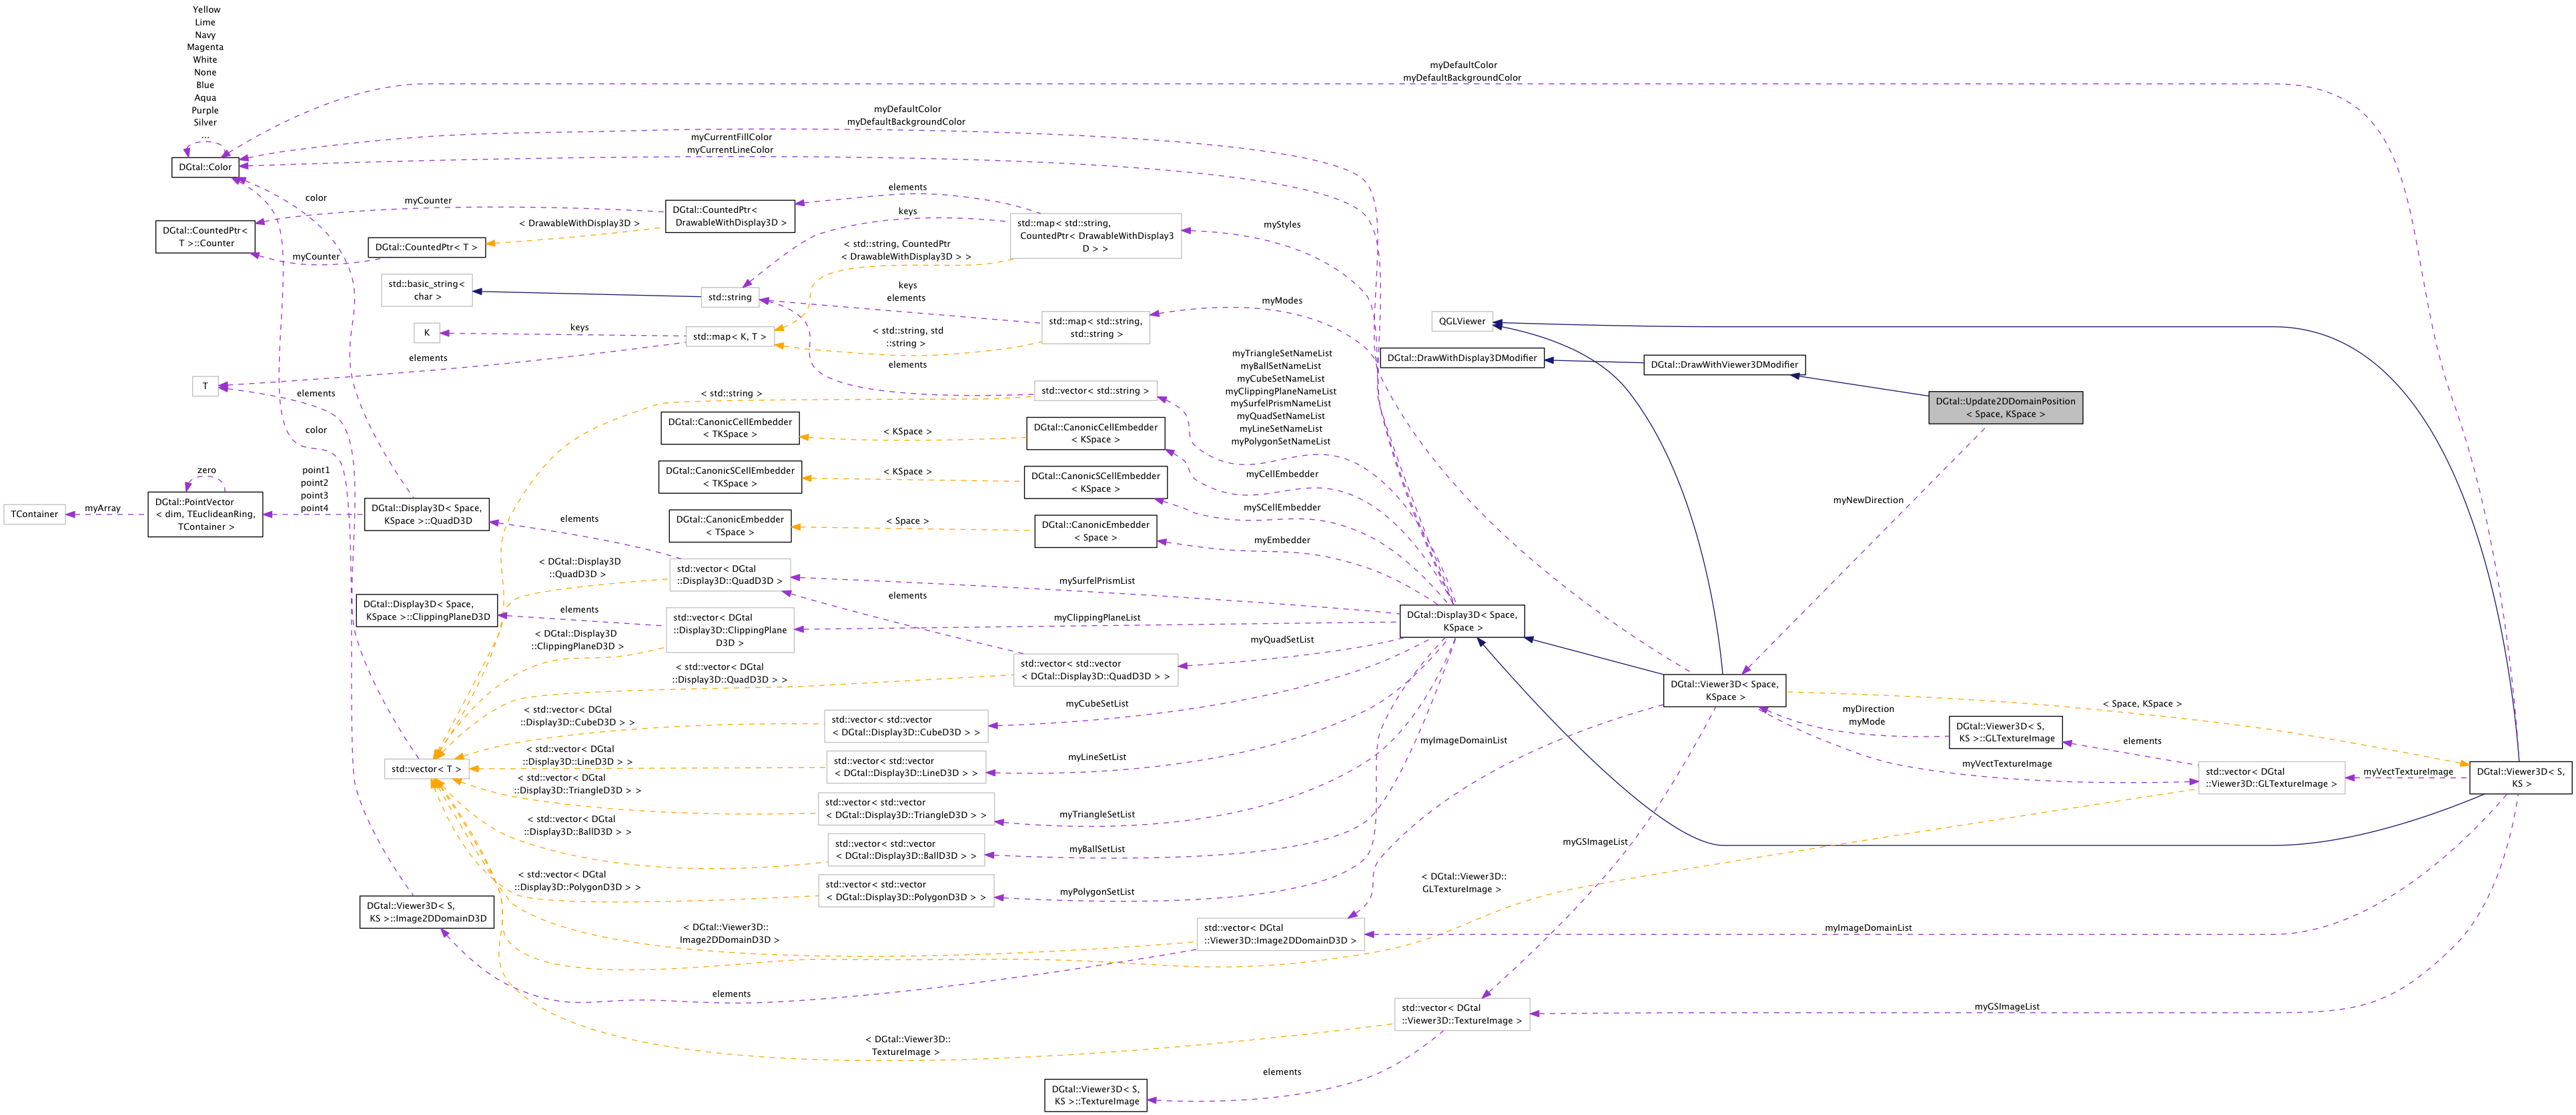 Yellow
Lime
Navy
Magenta
White
None
Blue
Aqua
Purple
Silver
...
DGtal::Color
myDefaultColor
myDefaultBackgroundColor
myDefaultColor
myDefaultBackgroundColor
myCurrentFillColor
myCurrentLineColor
color
elements
myCounter
DGtal::CountedPtr<
DrawableWithDisplay3D >
keys
< DrawableWithDisplay3D >
std::map< std::string,
CountedPtr< DrawableWithDisplay3
D > >
myStyles
DGtal::CountedPtr<
T >::Counter
DGtal::CountedPtr< T >
myCounter
< std::string, CountedPtr
< DrawableWithDisplay3D > >
std::basic_string<
char >
std::string
keys
elements
myModes
K
keys
std::map< K, T >
< std::string, std
::string >
std::map< std::string,
std::string >
QGLViewer
elements
elements
DGtal::DrawWithDisplay3DModifier
DGtal::DrawWithViewer3DModifier
T
elements
< std::string >
std::vector< std::string >
myTriangleSetNameList
myBallSetNameList
myCubeSetNameList
myClippingPlaneNameList
mySurfelPrismNameList
myQuadSetNameList
myLineSetNameList
myPolygonSetNameList
DGtal::Update2DDomainPosition
< Space, KSpace >
color
DGtal::CanonicCellEmbedder
< TKSpace >
< KSpace >
DGtal::CanonicCellEmbedder
< KSpace >
myCellEmbedder
DGtal::CanonicSCellEmbedder
< TKSpace >
< KSpace >
DGtal::CanonicSCellEmbedder
< KSpace >
mySCellEmbedder
myNewDirection
zero
point1
point2
point3
point4
TContainer
myArray
DGtal::PointVector
< dim, TEuclideanRing,
TContainer >
DGtal::Display3D< Space,
KSpace >::QuadD3D
elements
DGtal::CanonicEmbedder
< TSpace >
< Space >
DGtal::CanonicEmbedder
< Space >
myEmbedder
< DGtal::Display3D
::QuadD3D >
std::vector< DGtal
::Display3D::QuadD3D >
mySurfelPrismList
DGtal::Display3D< Space,
KSpace >::ClippingPlaneD3D
elements
elements
std::vector< DGtal
::Display3D::ClippingPlane
D3D >
myClippingPlaneList
DGtal::Display3D< Space,
KSpace >
< DGtal::Display3D
::ClippingPlaneD3D >
myQuadSetList
< std::vector< DGtal
::Display3D::QuadD3D > >
std::vector< std::vector
< DGtal::Display3D::QuadD3D > >
DGtal::Viewer3D< Space,
KSpace >
myCubeSetList
< std::vector< DGtal
::Display3D::CubeD3D > >
std::vector< std::vector
< DGtal::Display3D::CubeD3D > >
myDirection
myMode
< Space, KSpace >
DGtal::Viewer3D< S,
KS >::GLTextureImage
elements
myImageDomainList
< std::vector< DGtal
::Display3D::LineD3D > >
std::vector< std::vector
< DGtal::Display3D::LineD3D > >
myLineSetList
myVectTextureImage
std::vector< T >
std::vector< DGtal
::Viewer3D::GLTextureImage >
myVectTextureImage
DGtal::Viewer3D< S,
KS >
< std::vector< DGtal
::Display3D::TriangleD3D > >
std::vector< std::vector
< DGtal::Display3D::TriangleD3D > >
myTriangleSetList
< std::vector< DGtal
::Display3D::BallD3D > >
std::vector< std::vector
< DGtal::Display3D::BallD3D > >
myBallSetList
myGSImageList
< std::vector< DGtal
::Display3D::PolygonD3D > >
std::vector< std::vector
< DGtal::Display3D::PolygonD3D > >
myPolygonSetList
< DGtal::Viewer3D::
GLTextureImage >
DGtal::Viewer3D< S,
KS >::Image2DDomainD3D
< DGtal::Viewer3D::
Image2DDomainD3D >
std::vector< DGtal
::Viewer3D::Image2DDomainD3D >
myImageDomainList
elements
std::vector< DGtal
::Viewer3D::TextureImage >
myGSImageList
< DGtal::Viewer3D::
TextureImage >
elements
DGtal::Viewer3D< S,
KS >::TextureImage